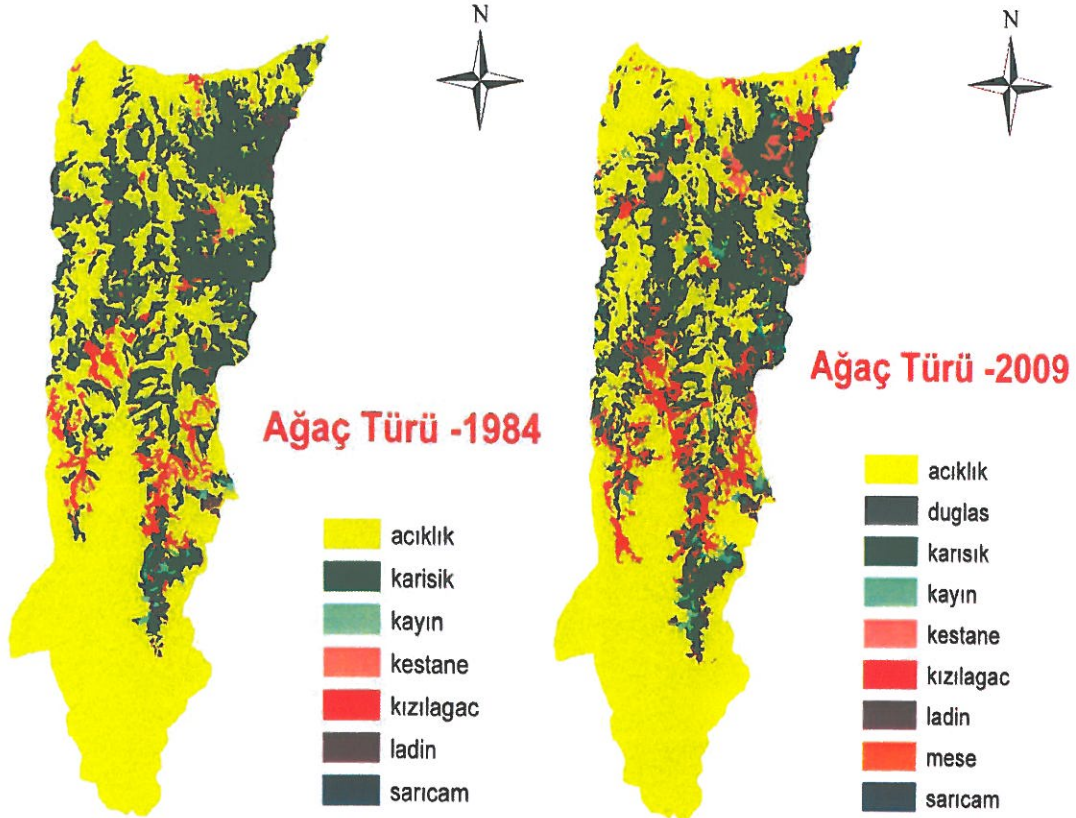 N
N
Ağaç Türü -1984
acıklık
karisik
kayın
kestane
kızılagac
ladin
sarıcam
Ağaç Türü -2009
acıklık
duglas
karısık
kayın
kestane
kızılagac
ladin
mese
sarıcam